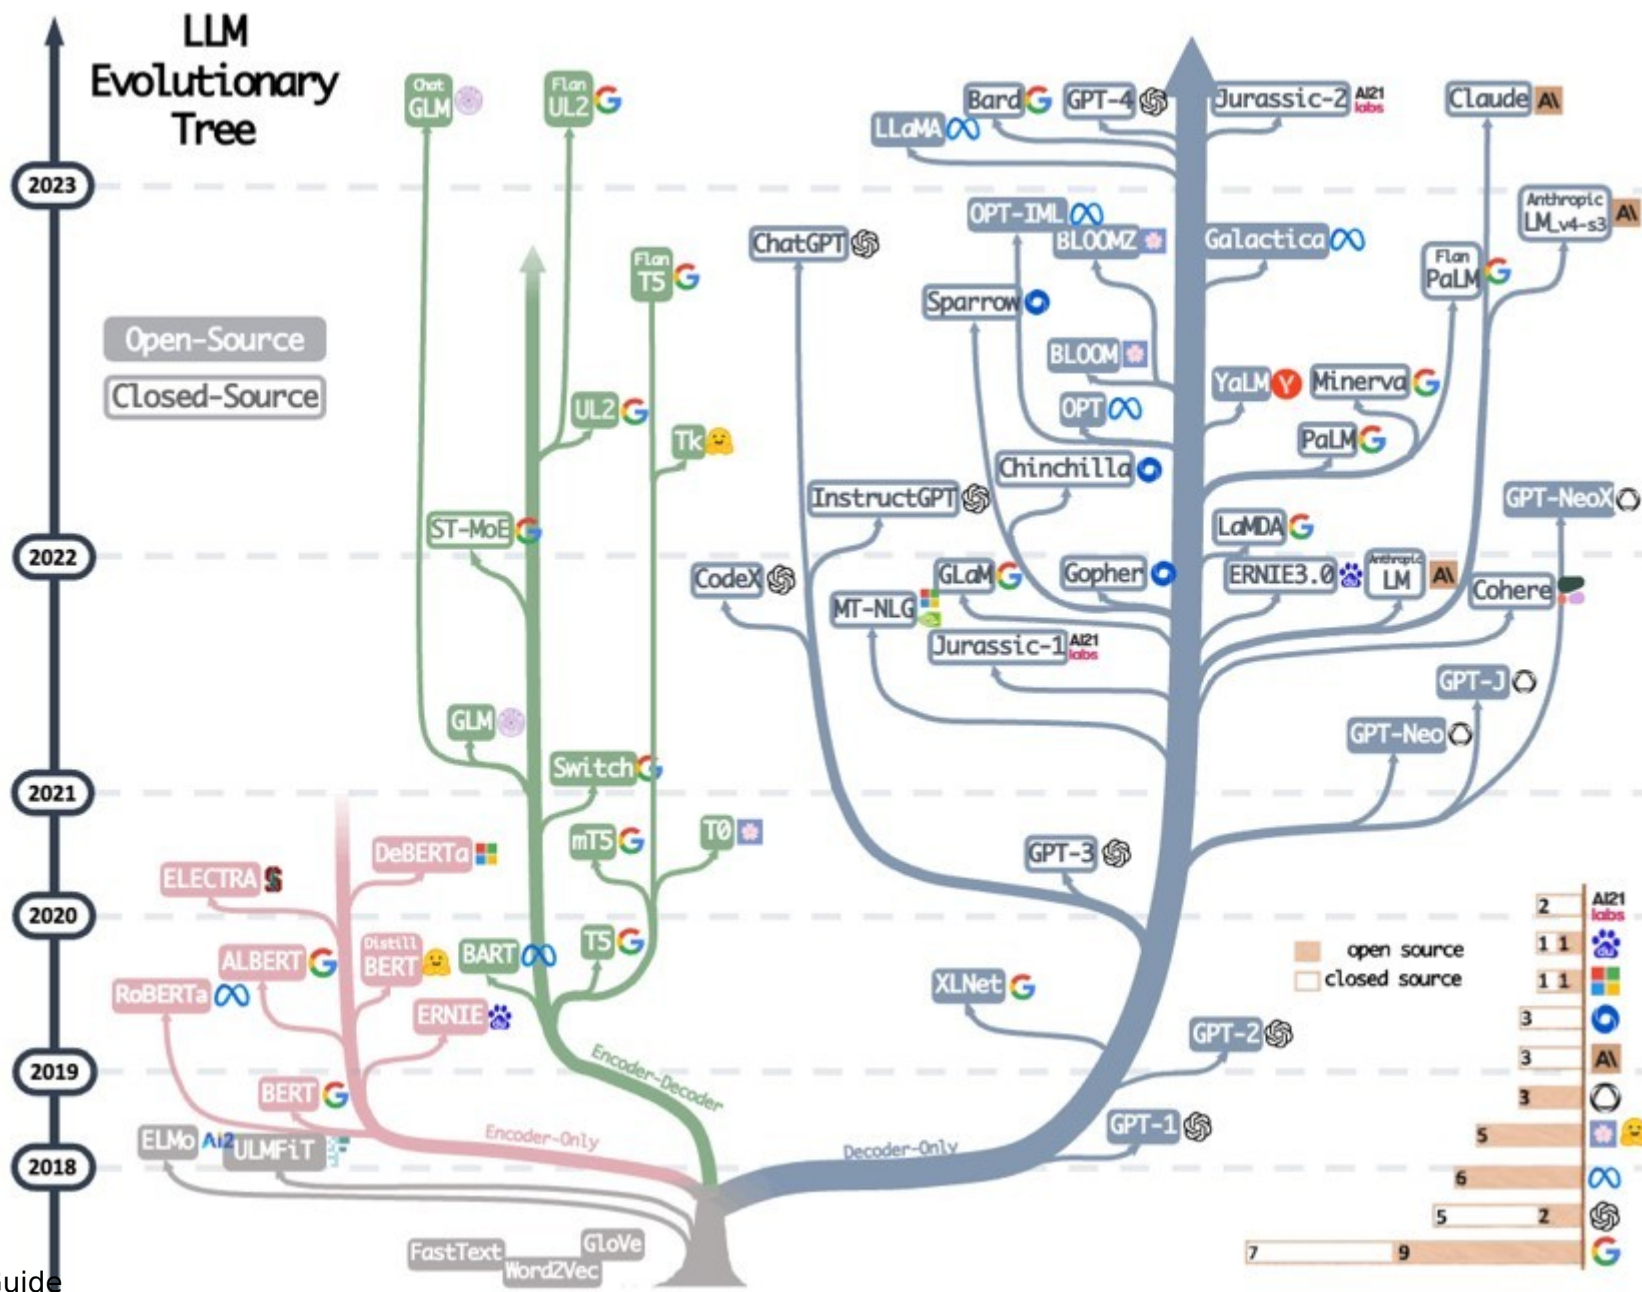 LLM
Evolutionary
Tree
2023
2022
2021
2020
2019
2018
Open-Source
Closed-Source
Chat
GLM
Flan
UL2
Flan
T5
UL2
Tk
ST-MoE
GLM
Switch
mT5
T0
T5
BART
Encoder-Decoder
DeBERTa
ELECTRA
Distill
BERT
ALBERT
RoBERTa
ERNIE
BERT
Encoder-Only
ELMo
Ai2
ULMFiT
FastText
Word2Vec
GloVe
Bard
GPT-4
Jurassic-2
AI21
labs
Claude
A\
LLaMA
OPT-IML
BLOOMZ
Galactica
Anthropic
LM_v4-s3
A\
ChatGPT
Flan
PaLM
Sparrow
BLOOM
YaLM
Minerva
OPT
PaLM
Chinchilla
InstructGPT
GPT-NeoX
LaMDA
CodeX
GLaM
Gopher
ERNIE3.0
Anthropic
LM
A\
Cohere
MT-NLG
Jurassic-1
AI21
labs
GPT-J
GPT-Neo
GPT-3
XLNet
GPT-2
GPT-1
Decoder-Only
open source
closed source
2
AI21
labs
1 1
1 1
3
3
A\
3
5
6
5 2
7 9
uide